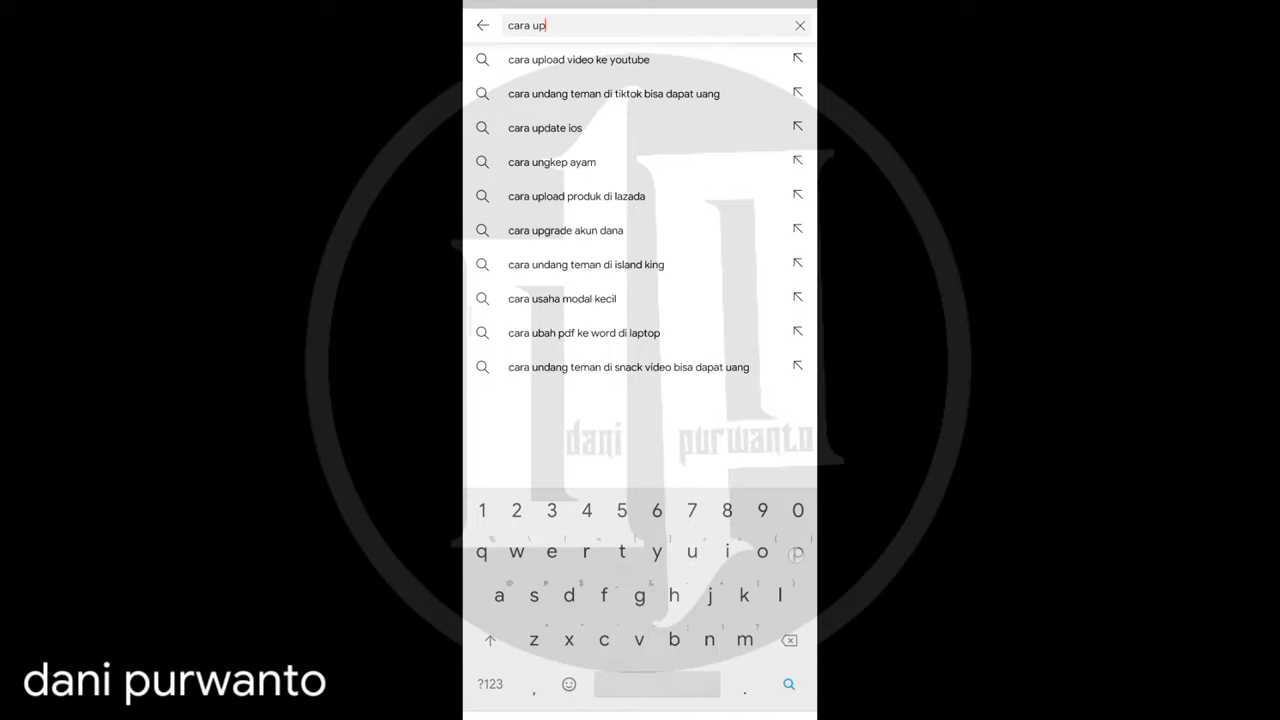 cara up
cara upload video ke youtube
cara undang teman di tiktok bisa dapat uang
cara update ios
cara ungkep ayam
cara upload produk di lazada
cara upgrade akun dana
cara undang teman di island king
cara usaha modal kecil
cara ubah pdf ke word di laptop
cara undang teman di snack video bisa dapat uang
dani purwanto
1 2 3 4 5 6 7 8 9 0
q w e r t y u i o p
a s d f g h j k l
z x c v b n m
?123 , .
dani purwanto